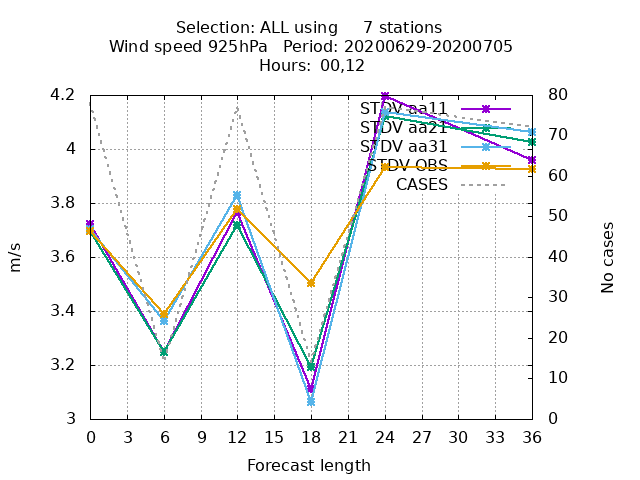 Selection: ALL using     7 stations
Wind speed 925hPa   Period: 20200629-20200705
Hours: 00,12
STDV aa11
STDV aa21
STDV aa31
STDV OBS
CASES
4.2
4
3.8
3.6
3.4
3.2
3
80
70
60
50
40
30
20
10
0
m/s
No cases
0 3 6 9 12 15 18 21 24 27 30 33 36
Forecast length